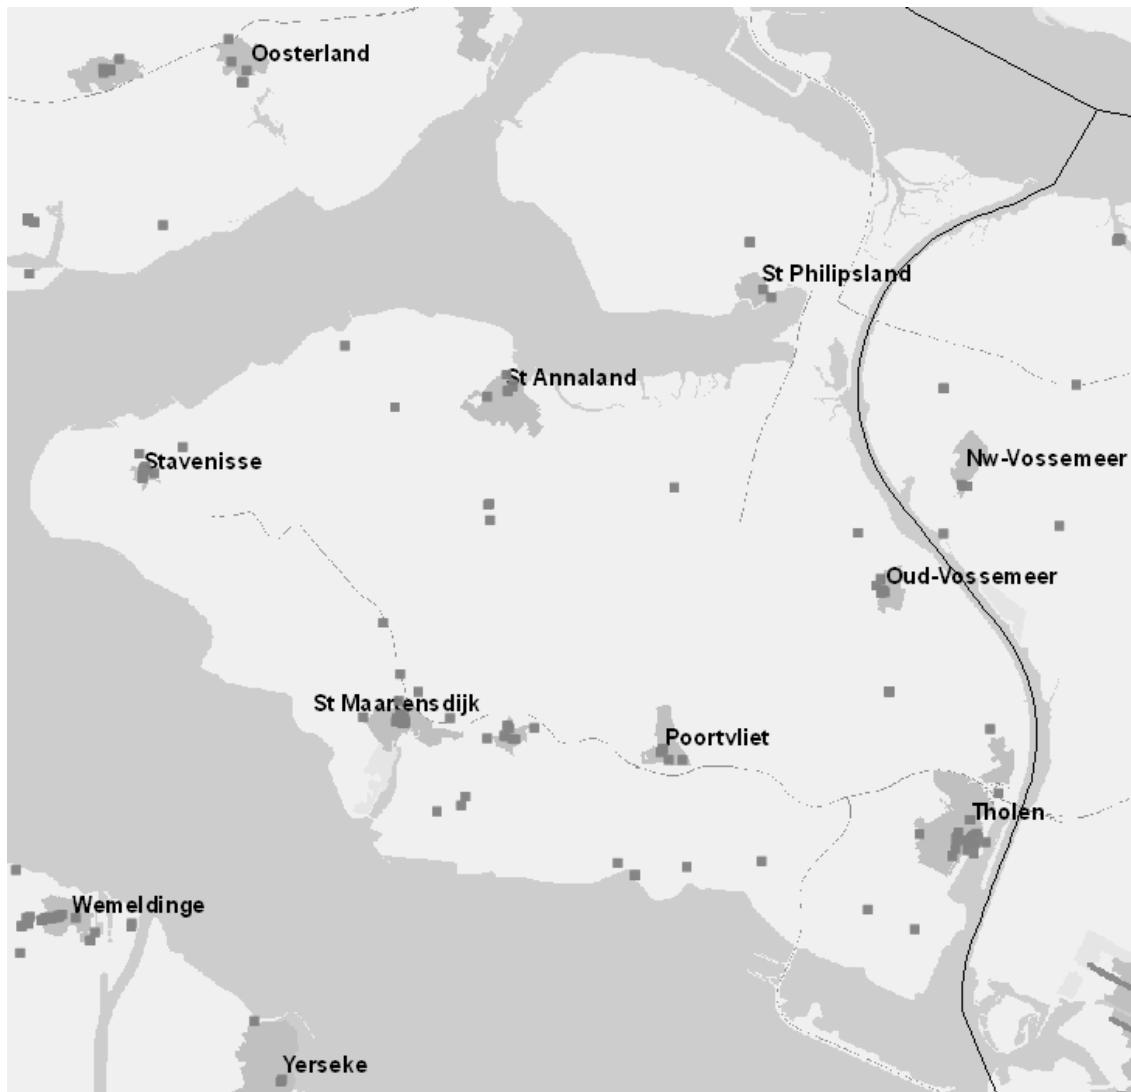 Oosterland
St Philipsland
St Annaland
Stavenisse
Nw-Vossemeer
Oud-Vossemeer
St Maartensdijk
Poortvliet
Tholen
Wemeldinge
Yerseke